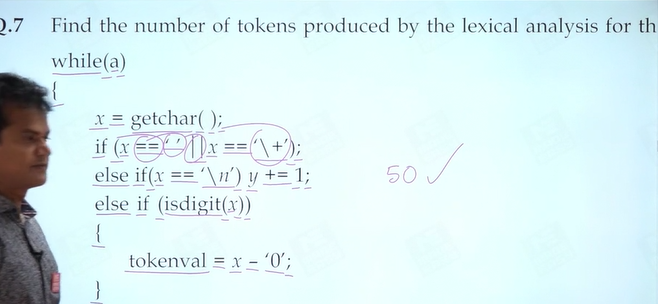 Q.7 Find the number of tokens produced by the lexical analysis for th
while(a)
{
x = getchar( );
if (x == ' ' || x == '\+');
else if(x == '\n') y += 1;
50
else if (isdigit(x))
{
tokenval = x – '0';
}